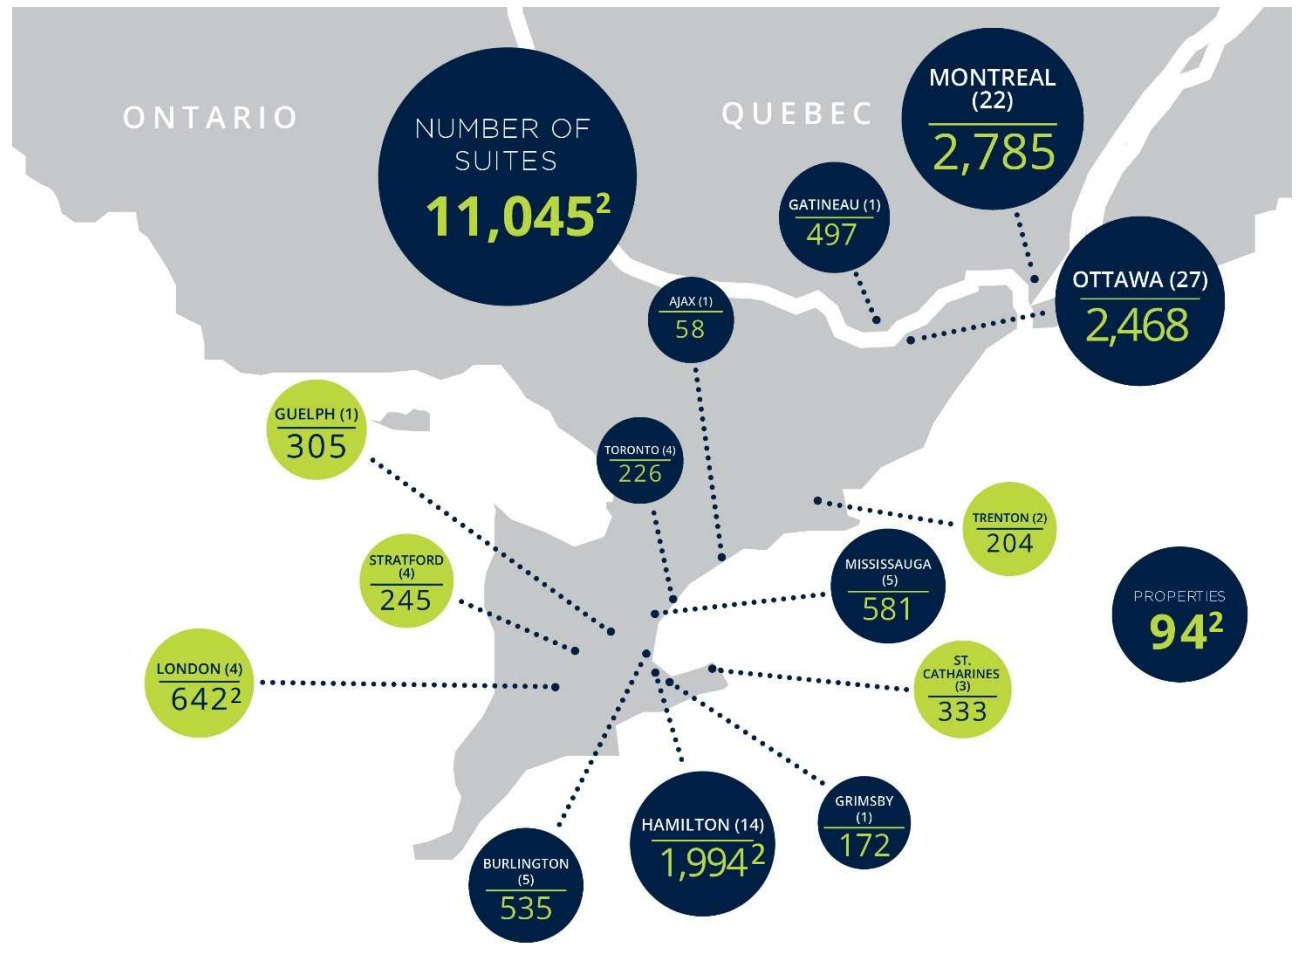 ONTARIO
NUMBER OF
SUITES
11,045²
QUEBEC
MONTREAL
(22)
2,785
GATINEAU (1)
497
OTTAWA (27)
2,468
AJAX (1)
58
GUELPH (1)
305
TORONTO (4)
226
TRENTON (2)
204
STRATFORD
(4)
245
MISSISSAUGA
(5)
581
PROPERTIES
94²
LONDON (4)
642²
ST.
CATHARINES
(3)
333
HAMILTON (14)
1,994²
GRIMSBY
(1)
172
BURLINGTON
(5)
535